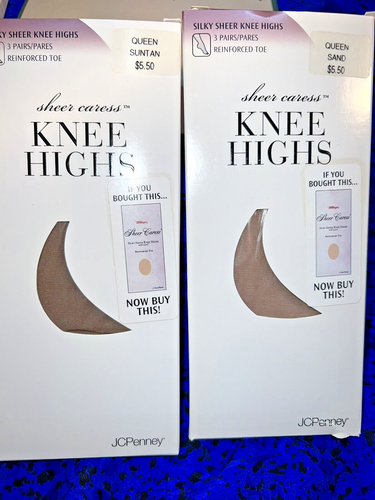 KY SHEER KNEE HIGHS
3 PAIRS/PARES
REINFORCED TOE
QUEEN
SUNTAN
$5.50
sheer caress™
KNEE
HIGHS
IF YOU
BOUGHT THIS...
Sheer Caress
NOW BUY
THIS!
JCPenney
SILKY SHEER KNEE HIGHS
3 PAIRS/PARES
REINFORCED TOE
QUEEN
SAND
$5.50
sheer caress™
KNEE
HIGHS
IF YOU
BOUGHT THIS...
Sheer Caress
NOW BUY
THIS!
JCPenney